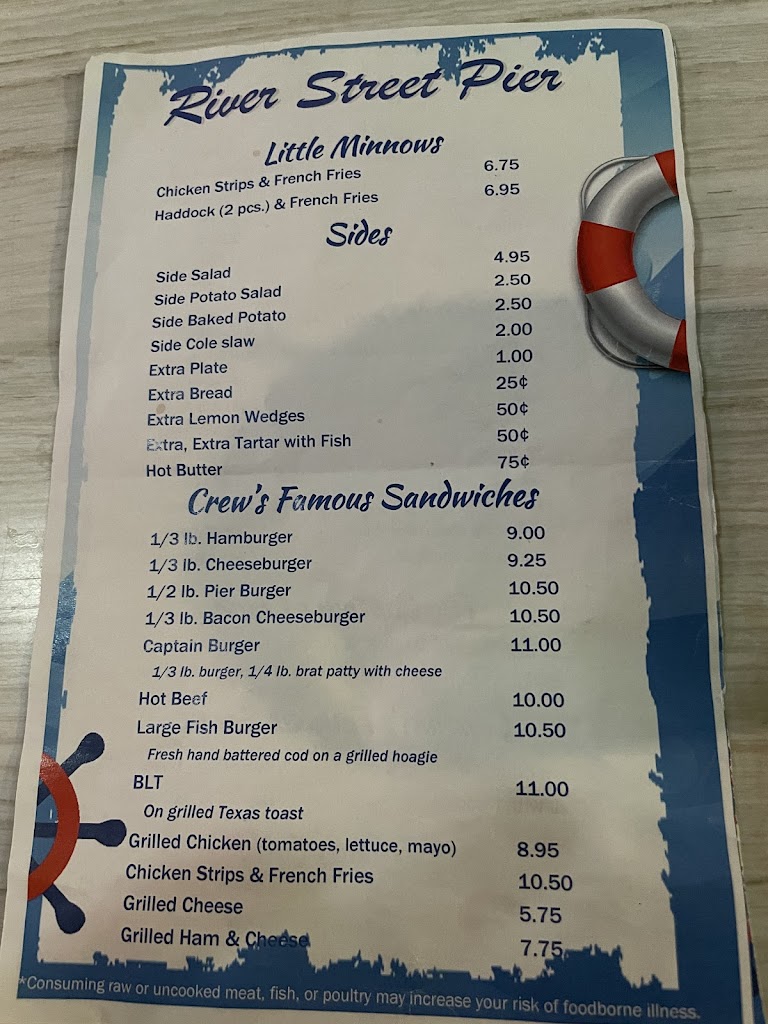 River Street Pier
Little Minnows
Chicken Strips & French Fries 6.75
Haddock (2 pcs.) & French Fries 6.95
Sides
Side Salad 4.95
Side Potato Salad 2.50
Side Baked Potato 2.50
Side Cole slaw 2.00
Extra Plate 1.00
Extra Bread 25¢
Extra Lemon Wedges 50¢
Extra, Extra Tartar with Fish 50¢
Hot Butter 75¢
Crew's Famous Sandwiches
1/3 lb. Hamburger 9.00
1/3 lb. Cheeseburger 9.25
1/2 lb. Pier Burger 10.50
1/3 lb. Bacon Cheeseburger 10.50
Captain Burger 11.00
1/3 lb. burger, 1/4 lb. brat patty with cheese
Hot Beef 10.00
Large Fish Burger 10.50
Fresh hand battered cod on a grilled hoagie
BLT 11.00
On grilled Texas toast
Grilled Chicken (tomatoes, lettuce, mayo) 8.95
Chicken Strips & French Fries 10.50
Grilled Cheese 5.75
Grilled Ham & Cheese 7.75
*Consuming raw or uncooked meat, fish, or poultry may increase your risk of foodborne illness.